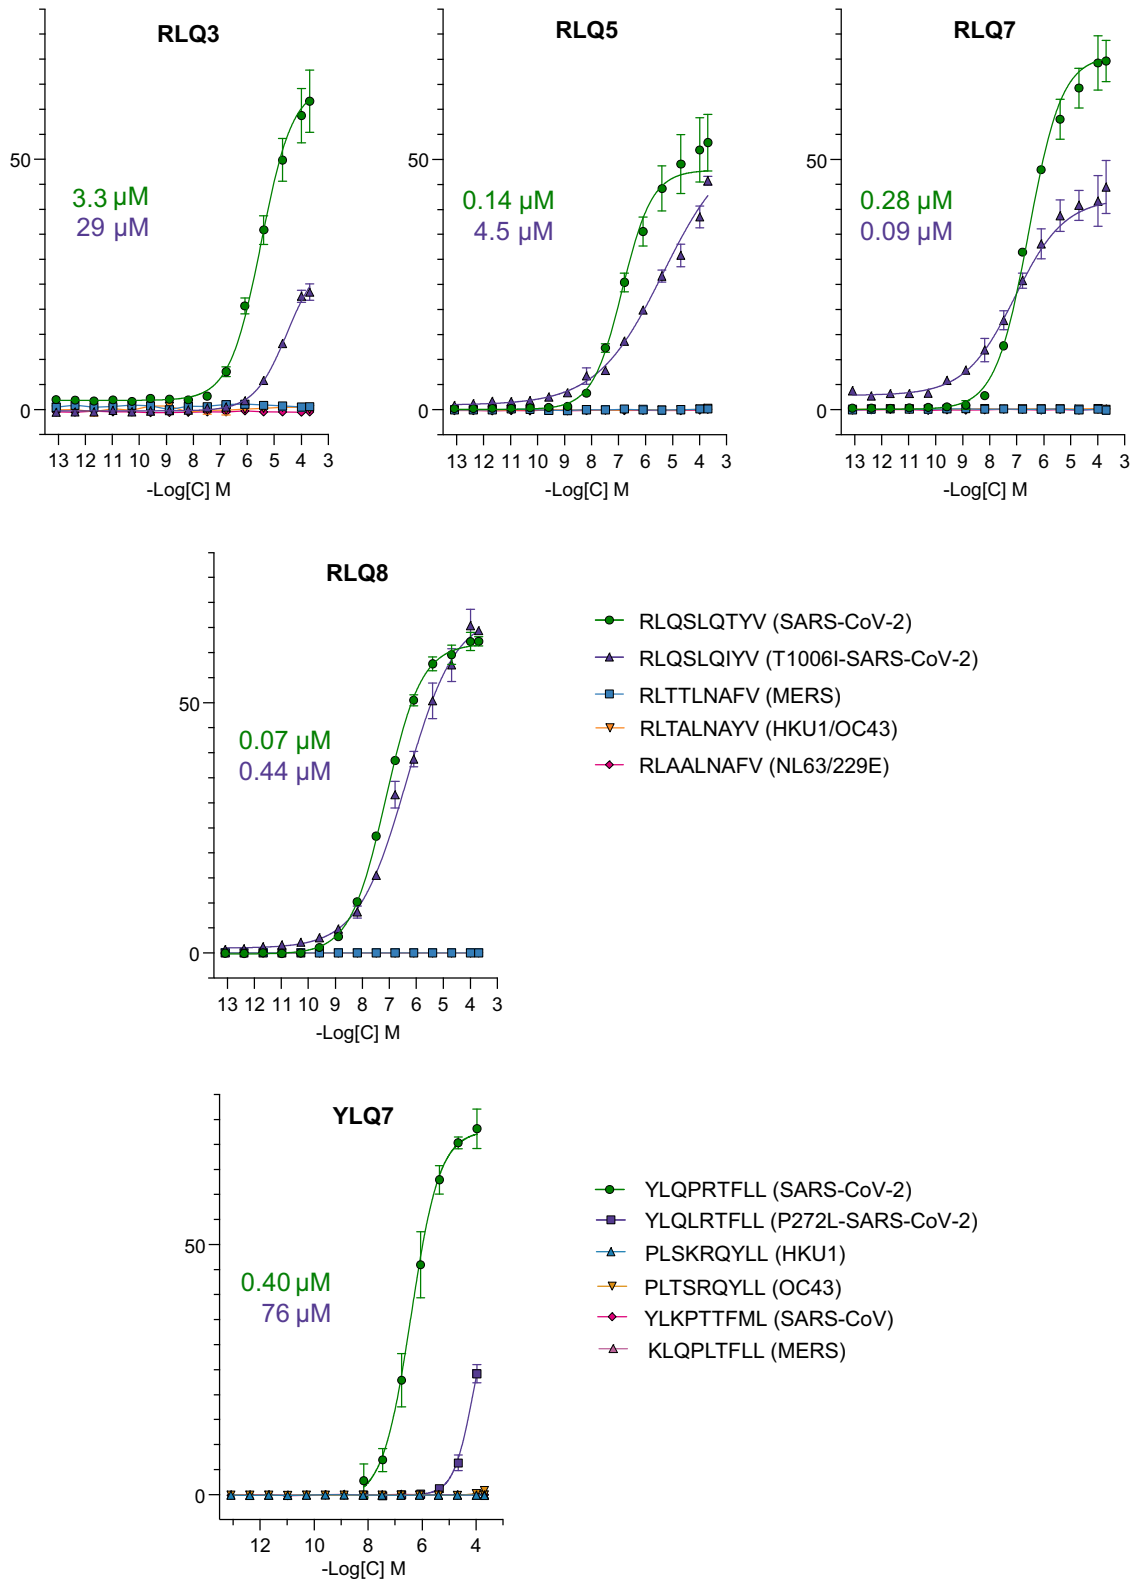 RLQ3
50
3.3 µM
29 µM
0
13 12 11 10 9 8 7 6 5 4 3
-Log[C] M
RLQ5
50
0.14 µM
4.5 µM
0
13 12 11 10 9 8 7 6 5 4 3
-Log[C] M
RLQ7
50
0.28 µM
0.09 µM
0
13 12 11 10 9 8 7 6 5 4 3
-Log[C] M
RLQ8
50
0.07 µM
0.44 µM
0
13 12 11 10 9 8 7 6 5 4 3
-Log[C] M
RLQSLQTYV (SARS-CoV-2)
RLQSLQIYV (T1006I-SARS-CoV-2)
RLTTLNAFV (MERS)
RLTALNAYV (HKU1/OC43)
RLAALNAFV (NL63/229E)
YLQ7
50
0.40 µM
76 µM
0
12 10 8 6 4
-Log[C] M
YLQPRTFLL (SARS-CoV-2)
YLQLRTFLL (P272L-SARS-CoV-2)
PLSKRQYLL (HKU1)
PLTSRQYLL (OC43)
YLKPTTFML (SARS-CoV)
KLQPLTFLL (MERS)